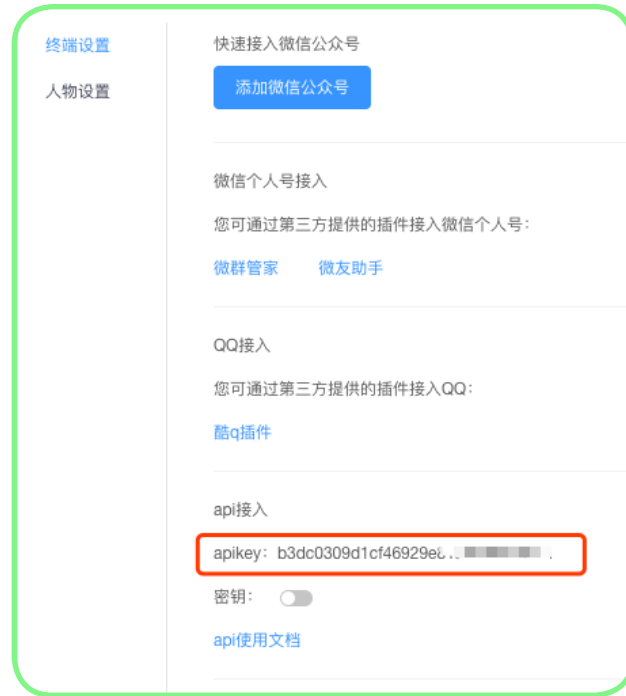 终端设置
人物设置
快速接入微信公众号
添加微信公众号
微信个人号接入
您可通过第三方提供的插件接入微信个人号：
微群管家 微友助手
QQ接入
您可通过第三方提供的插件接入QQ：
酷q插件
api接入
apikey：b3dc0309d1cf46929e
密钥：
api使用文档